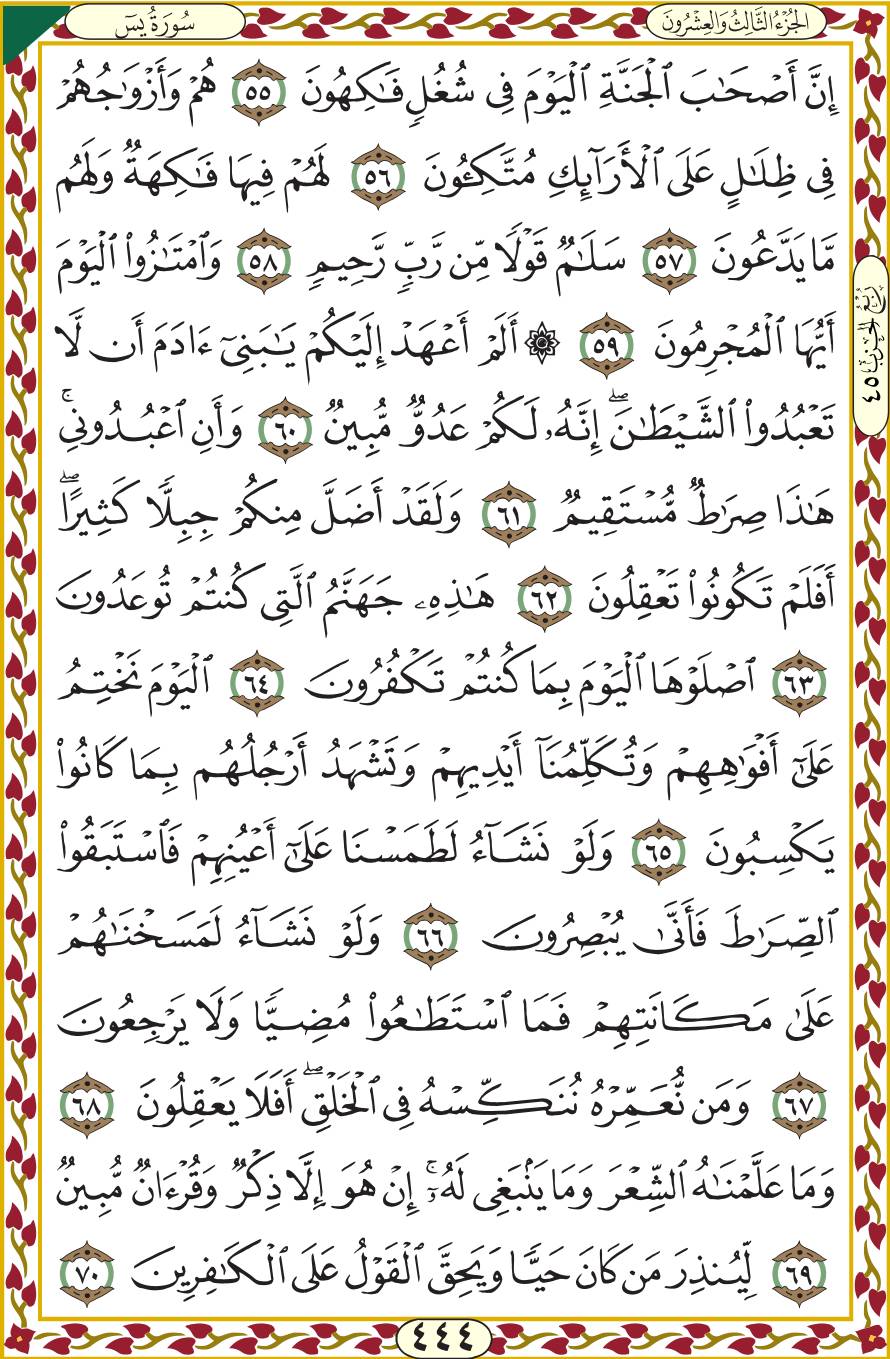 الجُزْءُ الثَّالِثُ وَالعِشْرُونَ
سُورَةُ يسٓ
إِنَّ أَصْحَٰبَ ٱلْجَنَّةِ ٱلْيَوْمَ فِى شُغُلٍ فَٰكِهُونَ ٥٥ هُمْ وَأَزْوَٰجُهُمْ
فِى ظِلَٰلٍ عَلَى ٱلْأَرَآئِكِ مُتَّكِـُٔونَ ٥٦ لَهُمْ فِيهَا فَٰكِهَةٌ وَلَهُم
مَّا يَدَّعُونَ ٥٧ سَلَٰمٌ قَوْلًا مِّن رَّبٍّ رَّحِيمٍ ٥٨ وَٱمْتَٰزُوا۟ ٱلْيَوْمَ
أَيُّهَا ٱلْمُجْرِمُونَ ٥٩ ۞ أَلَمْ أَعْهَدْ إِلَيْكُمْ يَٰبَنِىٓ ءَادَمَ أَن لَّا
تَعْبُدُوا۟ ٱلشَّيْطَٰنَ ۖ إِنَّهُۥ لَكُمْ عَدُوٌّ مُّبِينٌ ٦٠ وَأَنِ ٱعْبُدُونِى ۚ
هَٰذَا صِرَٰطٌ مُّسْتَقِيمٌ ٦١ وَلَقَدْ أَضَلَّ مِنكُمْ جِبِلًّا كَثِيرًا ۖ
أَفَلَمْ تَكُونُوا۟ تَعْقِلُونَ ٦٢ هَٰذِهِۦ جَهَنَّمُ ٱلَّتِى كُنتُمْ تُوعَدُونَ
٦٣ ٱصْلَوْهَا ٱلْيَوْمَ بِمَا كُنتُمْ تَكْفُرُونَ ٦٤ ٱلْيَوْمَ نَخْتِمُ
عَلَىٰٓ أَفْوَٰهِهِمْ وَتُكَلِّمُنَآ أَيْدِيهِمْ وَتَشْهَدُ أَرْجُلُهُم بِمَا كَانُوا۟
يَكْسِبُونَ ٦٥ وَلَوْ نَشَآءُ لَطَمَسْنَا عَلَىٰٓ أَعْيُنِهِمْ فَٱسْتَبَقُوا۟
ٱلصِّرَٰطَ فَأَنَّىٰ يُبْصِرُونَ ٦٦ وَلَوْ نَشَآءُ لَمَسَخْنَٰهُمْ
عَلَىٰ مَكَانَتِهِمْ فَمَا ٱسْتَطَٰعُوا۟ مُضِيًّا وَلَا يَرْجِعُونَ
٦٧ وَمَن نُّعَمِّرْهُ نُنَكِّسْهُ فِى ٱلْخَلْقِ ۖ أَفَلَا يَعْقِلُونَ ٦٨
وَمَا عَلَّمْنَٰهُ ٱلشِّعْرَ وَمَا يَنۢبَغِى لَهُۥٓ ۚ إِنْ هُوَ إِلَّا ذِكْرٌ وَقُرْءَانٌ مُّبِينٌ
٦٩ لِّيُنذِرَ مَن كَانَ حَيًّا وَيَحِقَّ ٱلْقَوْلُ عَلَى ٱلْكَٰفِرِينَ ٧٠
رُبْعُ الْحِزْبِ ٤٥
٤٤٤